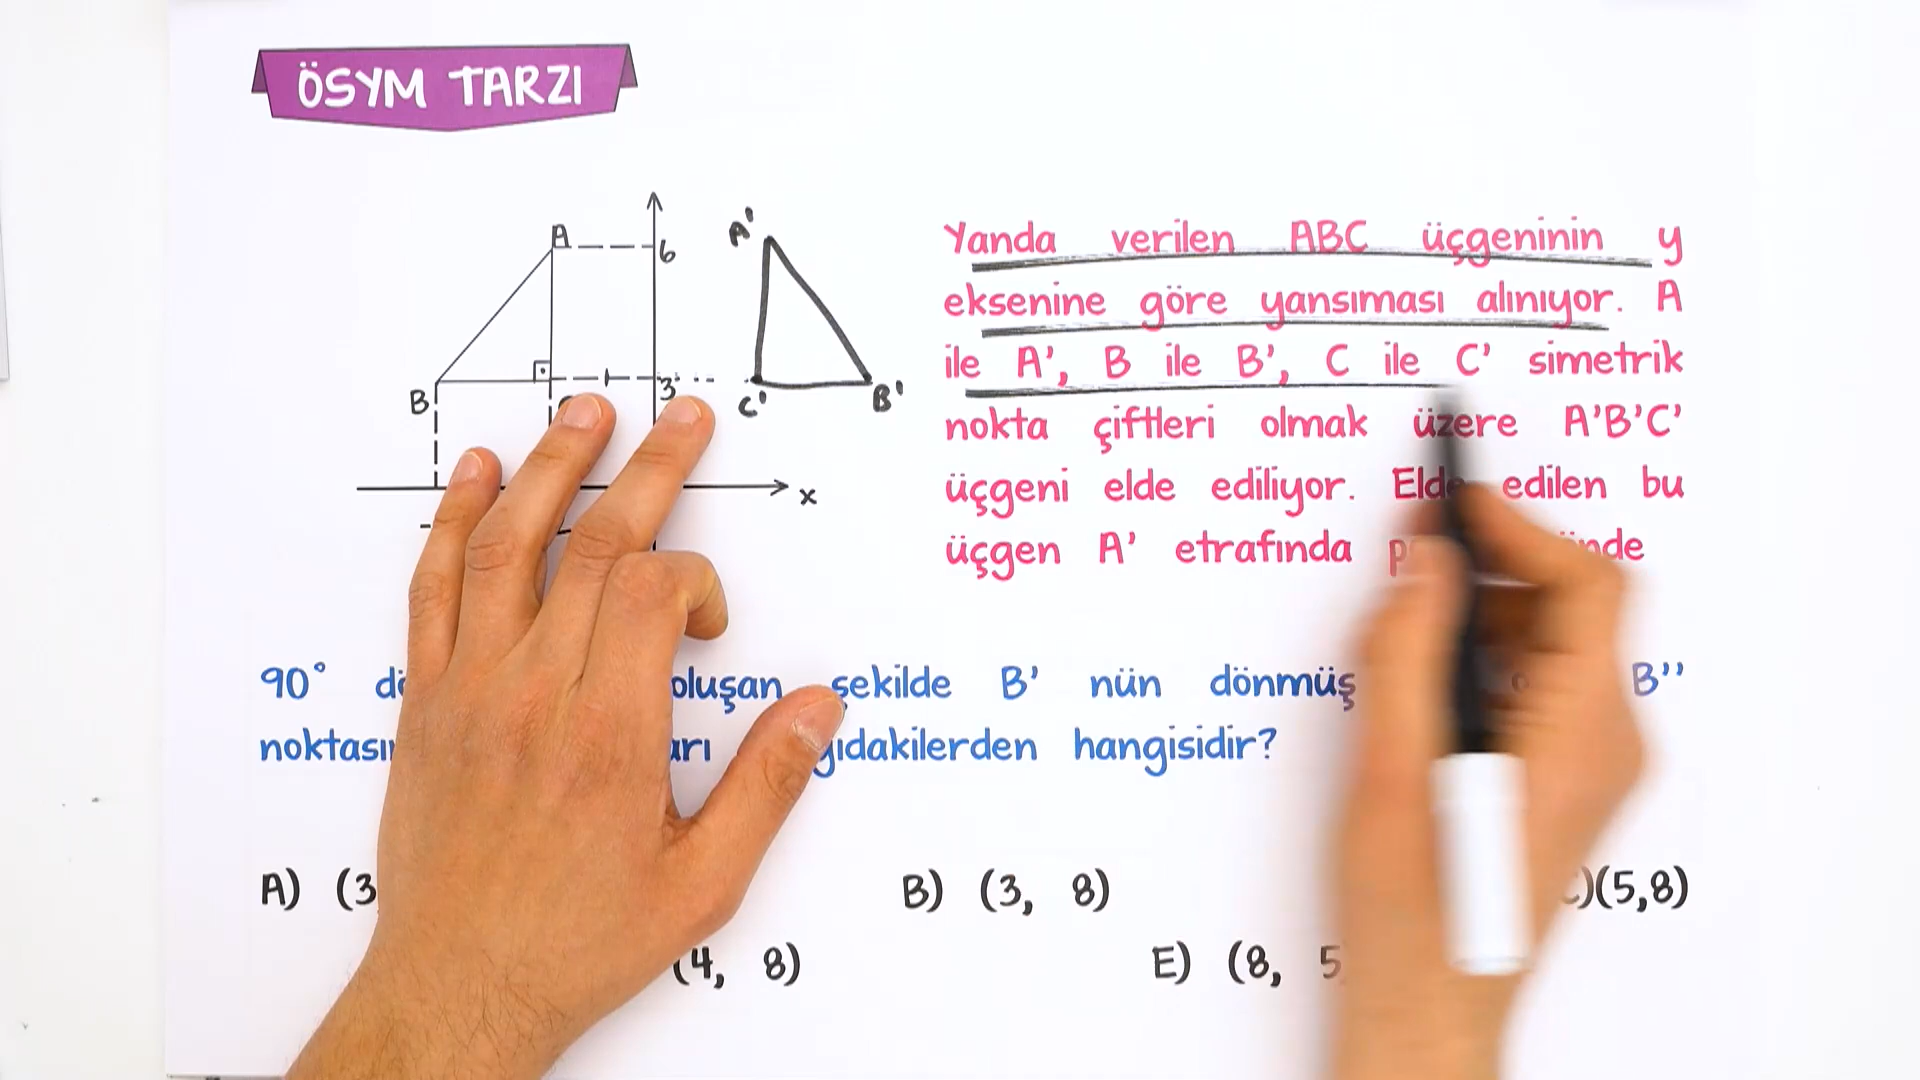 ÖSYM TARZI
A' 
A 6
B 3 C' B'
x
-
Yanda verilen ABC üçgeninin y
eksenine göre yansıması alınıyor. A
ile A', B ile B', C ile C' simetrik
nokta çiftleri olmak üzere A'B'C'
üçgeni elde ediliyor. Elde edilen bu
üçgen A' etrafında
90° oluşan şekilde B' nün dönmüş B''
hangisidir?
A) (3
B) (3, 8)
C)(5,8)
(4, 8)
E) (8, 5